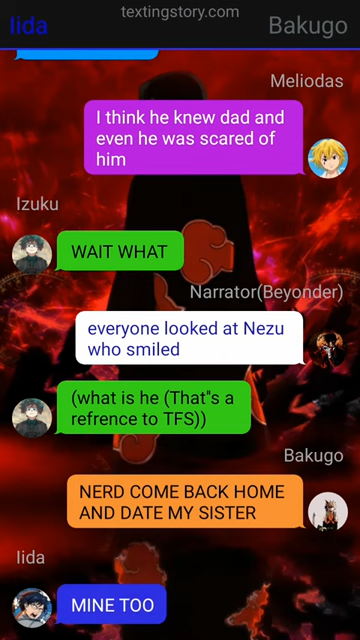 textingstory.com
Iida
Bakugo
Meliodas
I think he knew dad and
even he was scared of
him
Izuku
WAIT WHAT
Narrator(Beyonder)
everyone looked at Nezu
who smiled
(what is he (That"s a
refrence to TFS))
Bakugo
NERD COME BACK HOME
AND DATE MY SISTER
Iida
MINE TOO